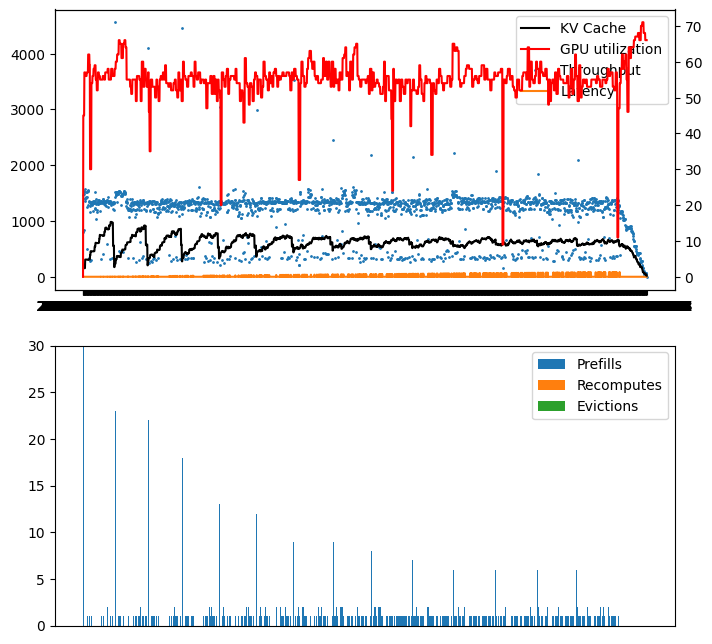 KV Cache
GPU utilization
Throughput
Latency
4000
3000
2000
1000
0
70
60
50
40
30
20
10
0
30
25
20
15
10
5
0
Prefills
Recomputes
Evictions